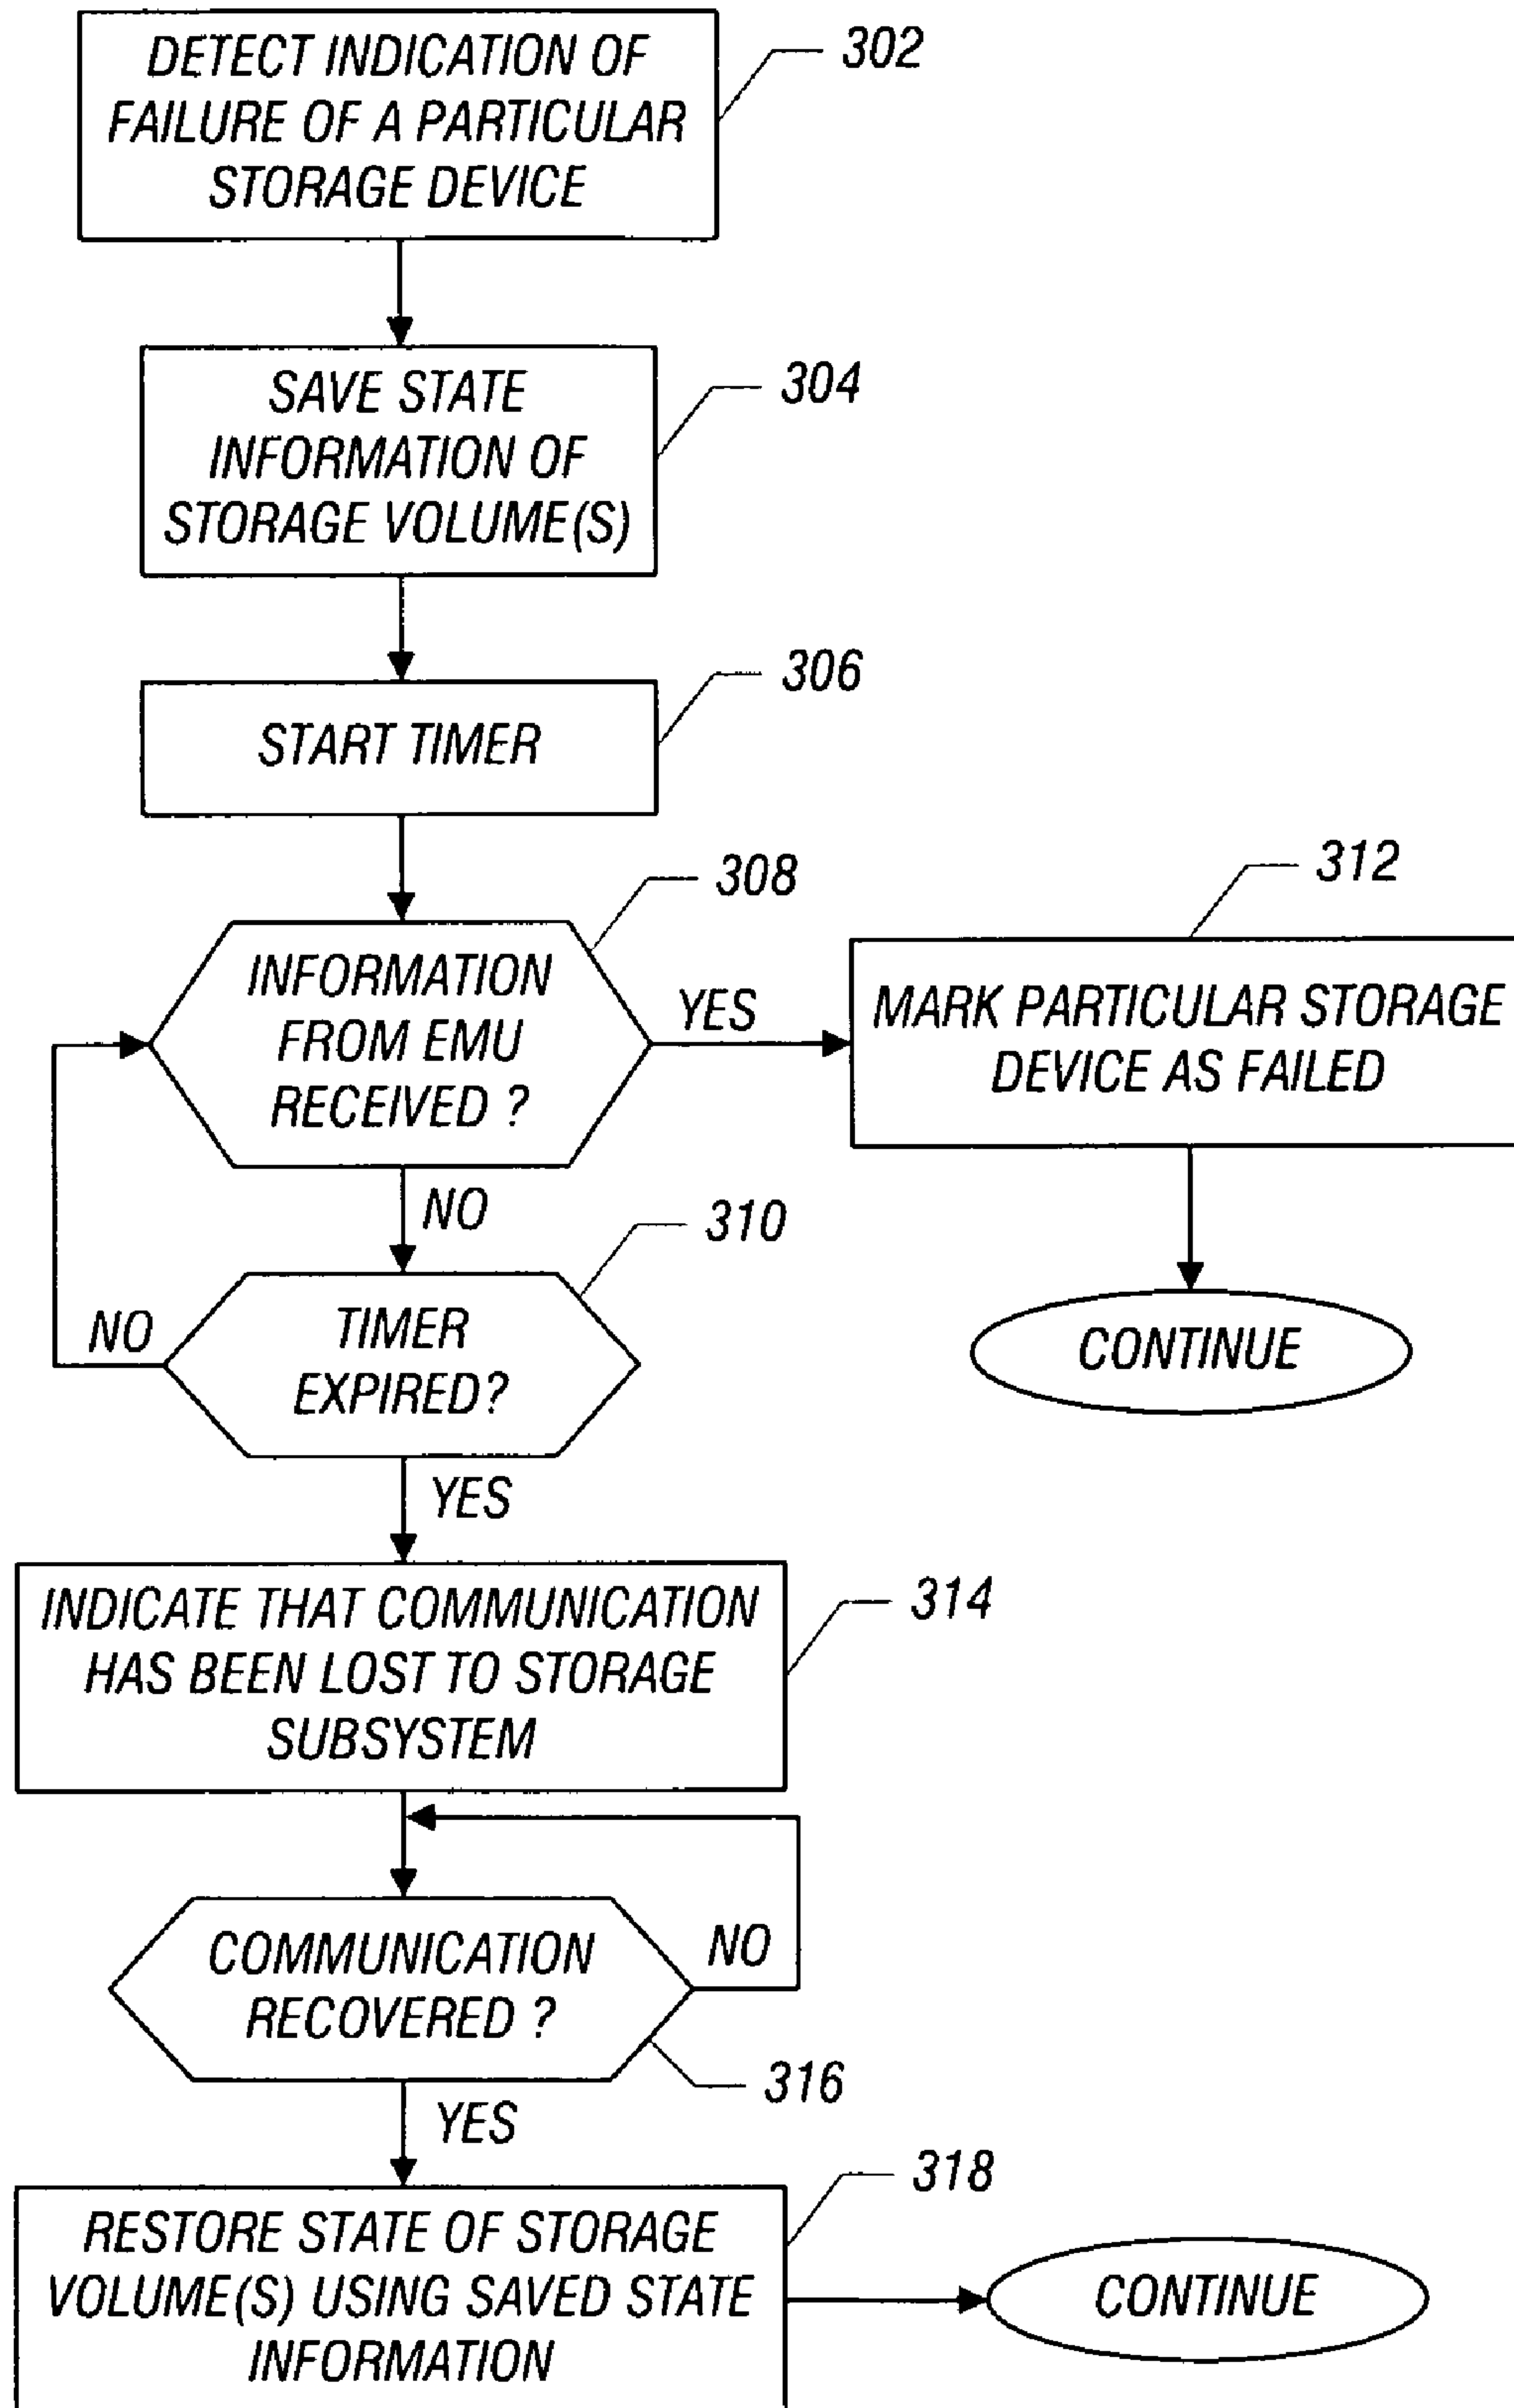 DETECT INDICATION OF
FAILURE OF A PARTICULAR
STORAGE DEVICE
302
SAVE STATE
INFORMATION OF
STORAGE VOLUME(S)
304
START TIMER
306
INFORMATION
FROM EMU
RECEIVED ?
308
YES
MARK PARTICULAR STORAGE
DEVICE AS FAILED
312
CONTINUE
NO
TIMER
EXPIRED?
310
NO
YES
INDICATE THAT COMMUNICATION
HAS BEEN LOST TO STORAGE
SUBSYSTEM
314
COMMUNICATION
RECOVERED ?
316
NO
YES
RESTORE STATE OF STORAGE
VOLUME(S) USING SAVED STATE
INFORMATION
318
CONTINUE